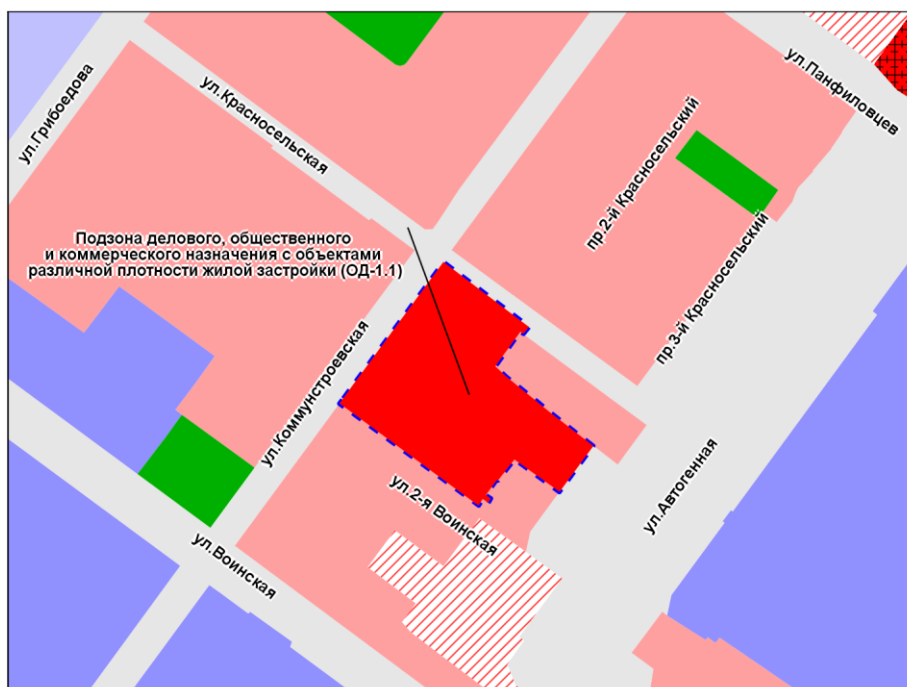 ул.Панфиловцев
ул.Грибоедова
ул.Красносельская
пр.2-й Красносельский
Подзона делового, общественного
и коммерческого назначения с объектами
различной плотности жилой застройки (ОД-1.1)
пр.3-й Красносельский
ул.Коммунстроевская
ул.Автогенная
ул.2-я Воинская
ул.Воинская